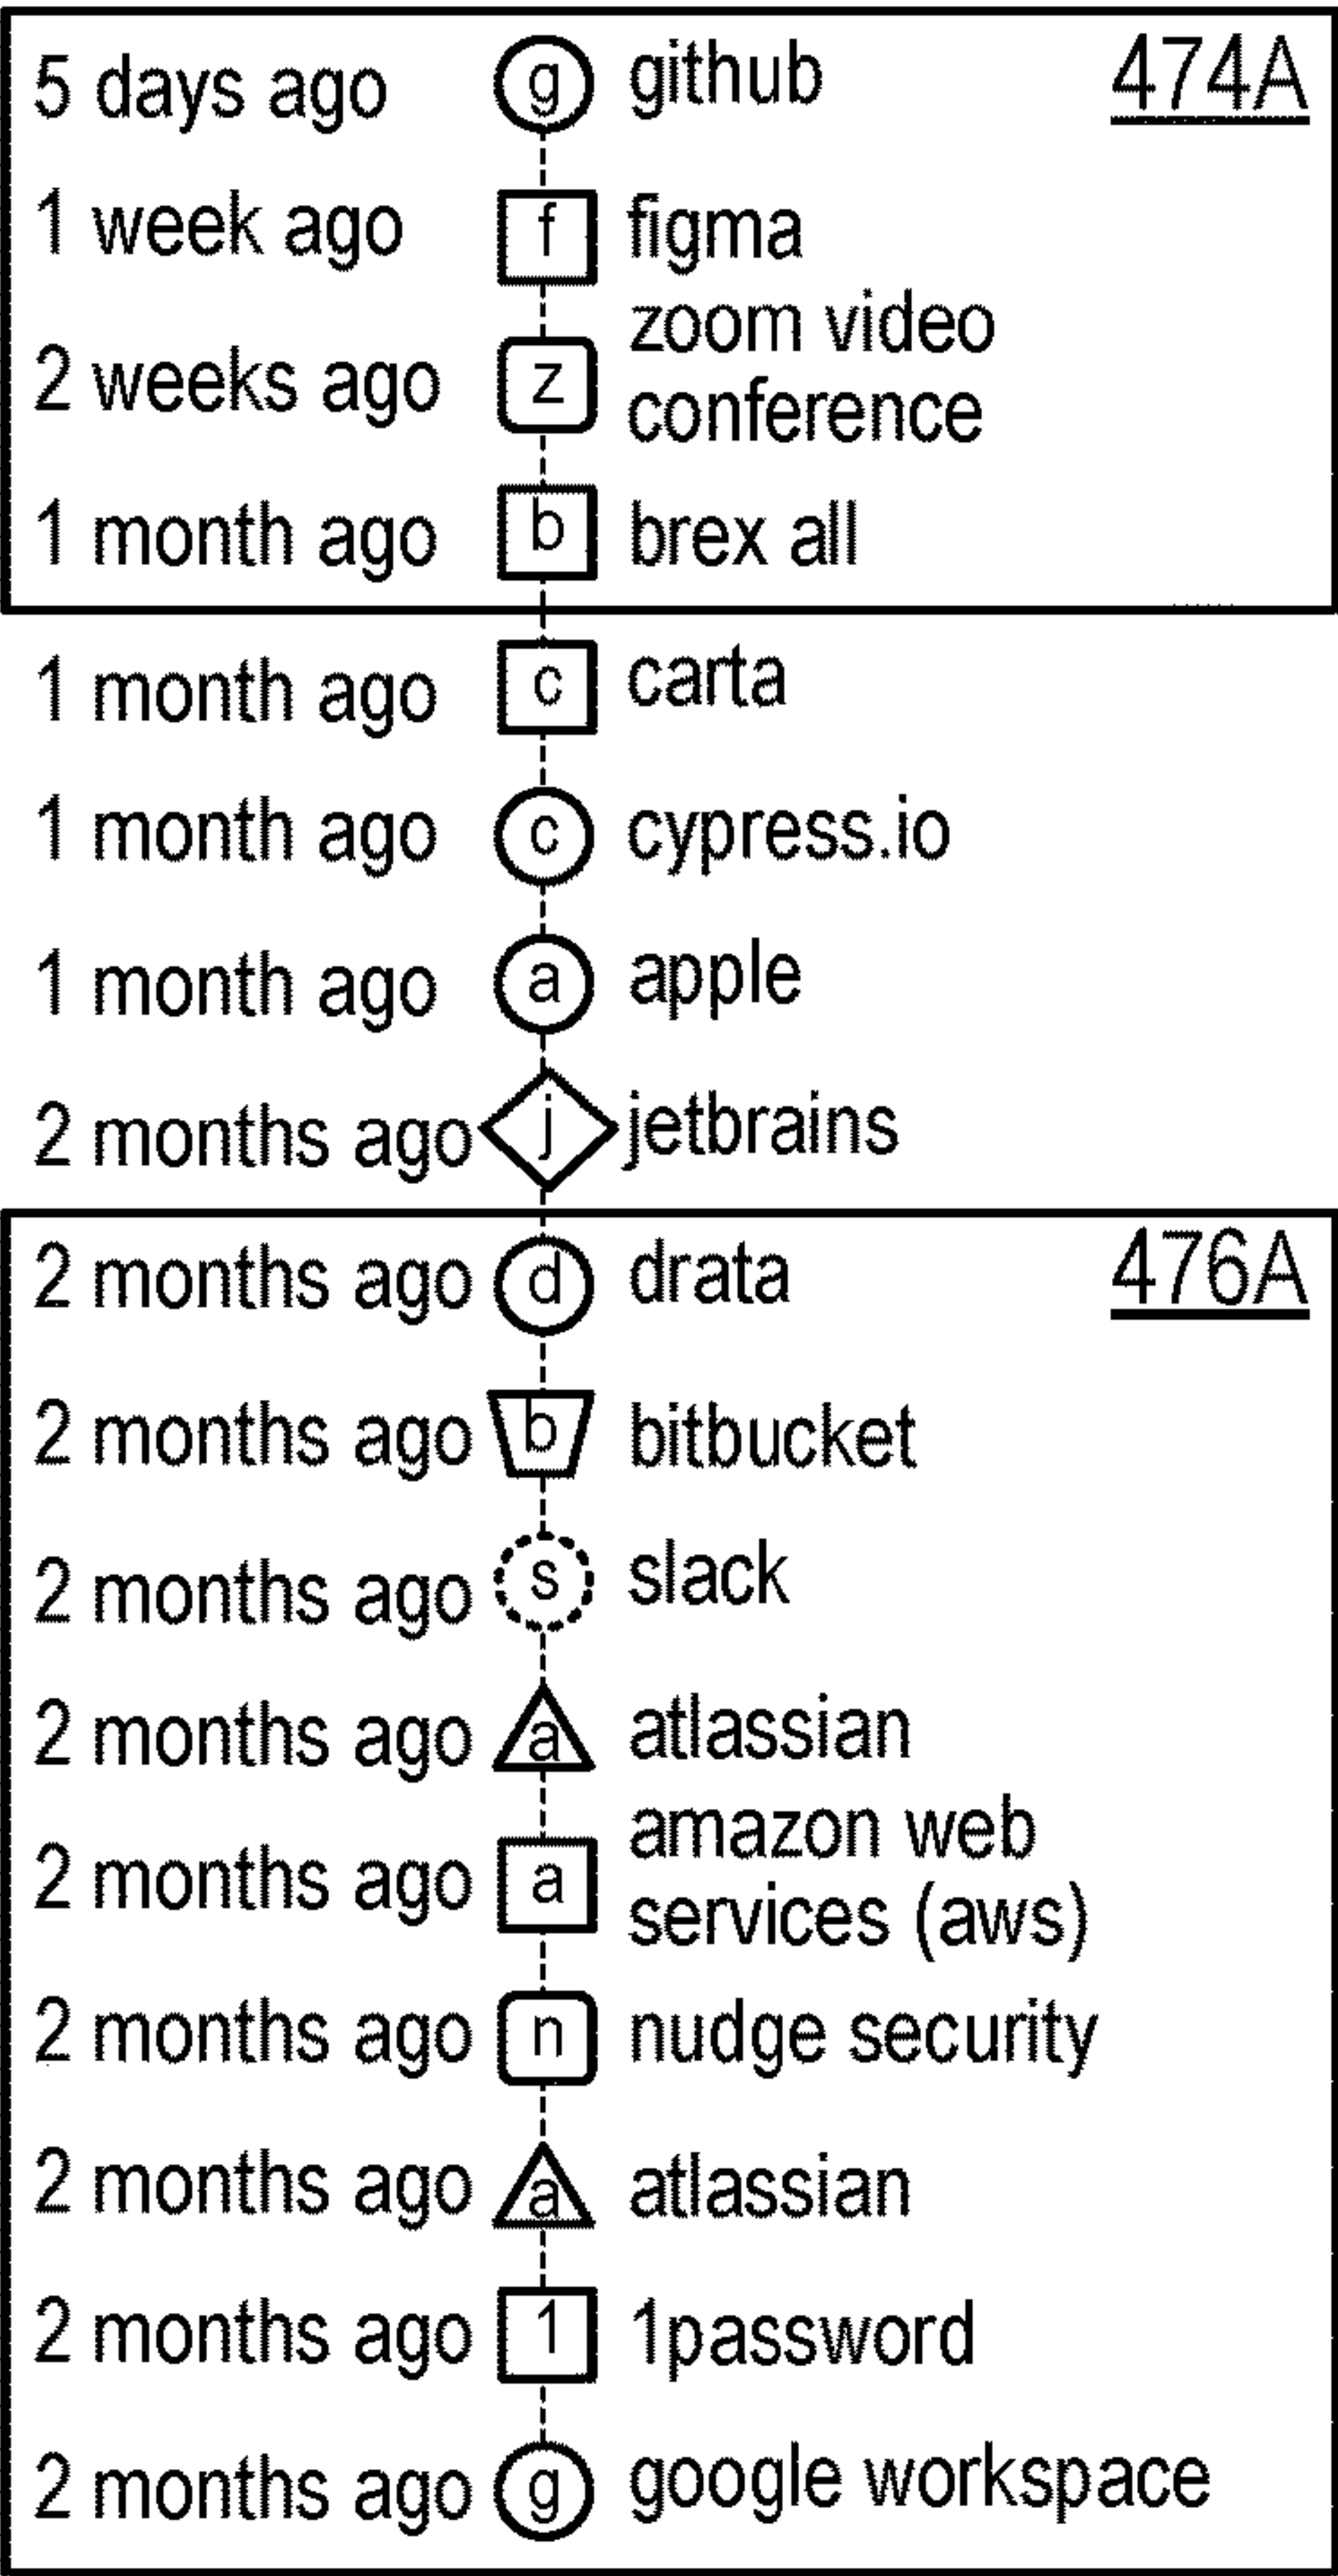 5 days ago g github 474A
1 week ago f figma
2 weeks ago z zoom video
conference
1 month ago b brex all
1 month ago c carta
1 month ago c cypress.io
1 month ago a apple
2 months ago j jetbrains
2 months ago d drata 476A
2 months ago b bitbucket
2 months ago s slack
2 months ago a atlassian
2 months ago a amazon web
services (aws)
2 months ago n nudge security
2 months ago a atlassian
2 months ago 1 1password
2 months ago g google workspace